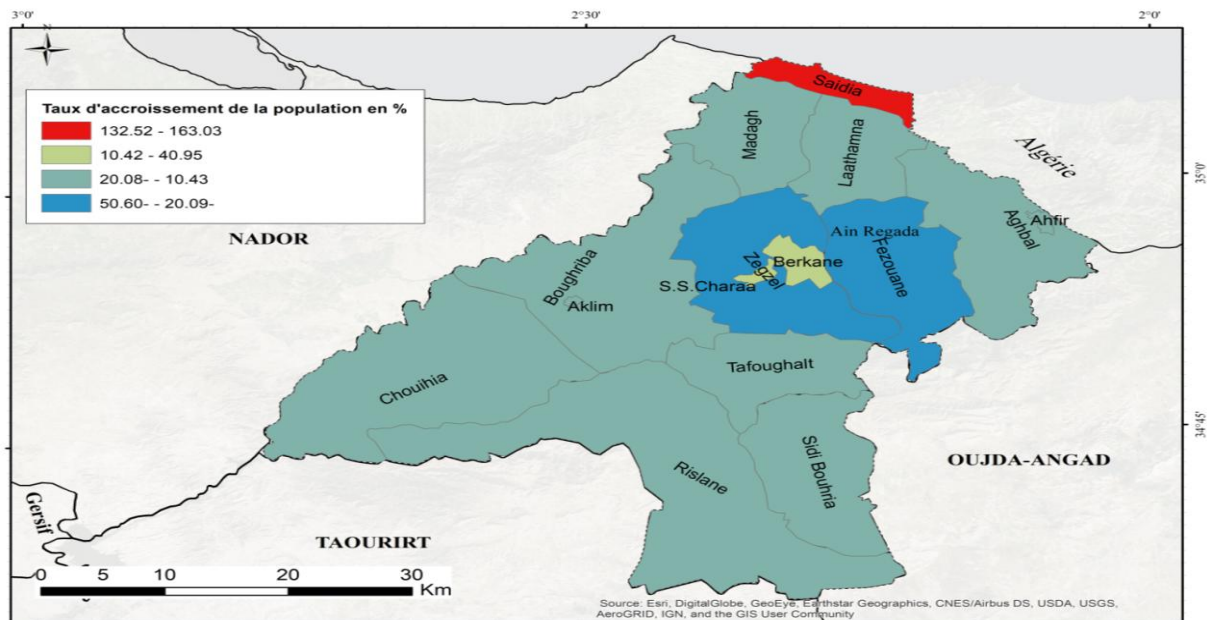 3°0'
2°30'
2°0'
N
Taux d'accroissement de la population en %
132.52 - 163.03
10.42 - 40.95
20.08- - 10.43
50.60- - 20.09-
Saidia
Madagh
Laathamna
Algérie
35°0'
Ahfir
Aghbal
NADOR
Ain Regada
Fezouane
Berkane
Zegzel
S.S.Charaa
Boughriba
Aklim
Tafoughalt
Chouihia
34°45'
Sidi Bouhria
OUJDA-ANGAD
Rislane
Gersif
TAOURIRT
0 5 10 20 30
Km
Source: Esri, DigitalGlobe, GeoEye, Earthstar Geographics, CNES/Airbus DS, USDA, USGS,
AeroGRID, IGN, and the GIS User Community